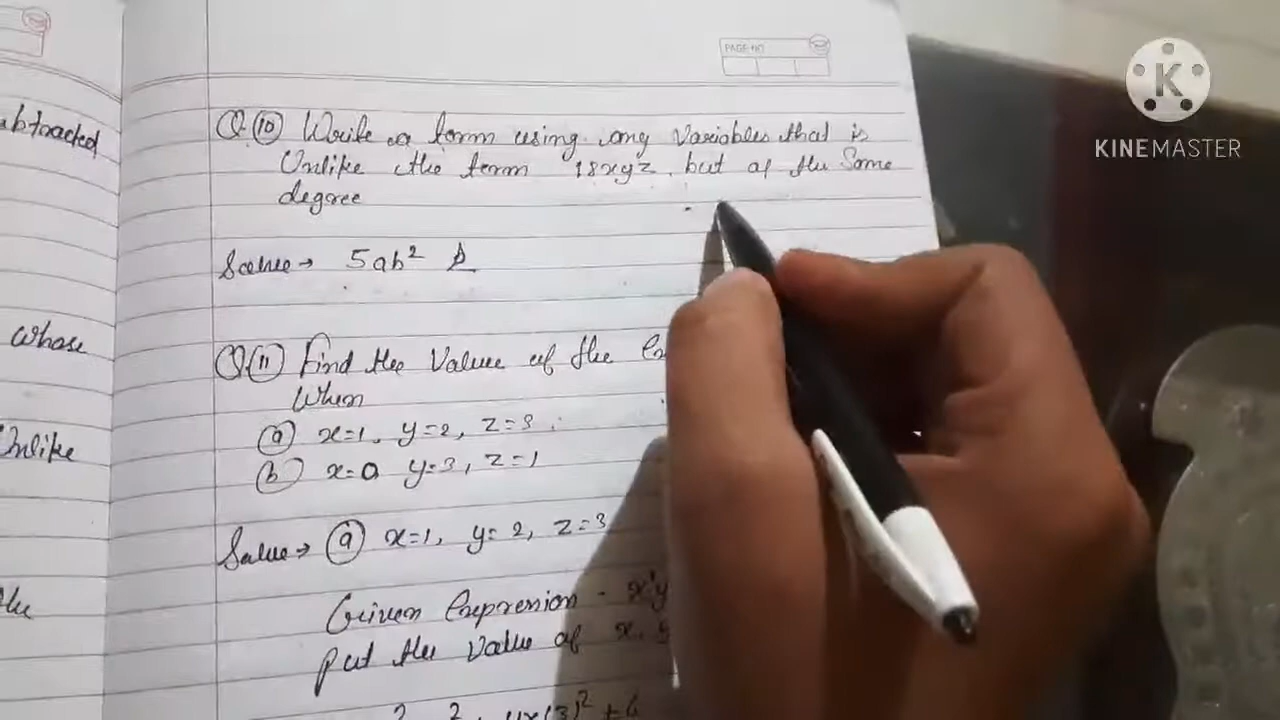 PAGE NO
K
KINEMASTER
abtracted
Whose
Unlike
Q.(10) Write a term using any Variables that is
Unlike the term 18xyz but of the Same
degree
Solve→ 5ab²
Q.(11) Find the Value of the
When
(a) x=1, y=2, z=3
(b) x=0 y=3, z=1
Solve→ (a) x=1, y=2, z=3
Given Expression - x
put the Value of x,